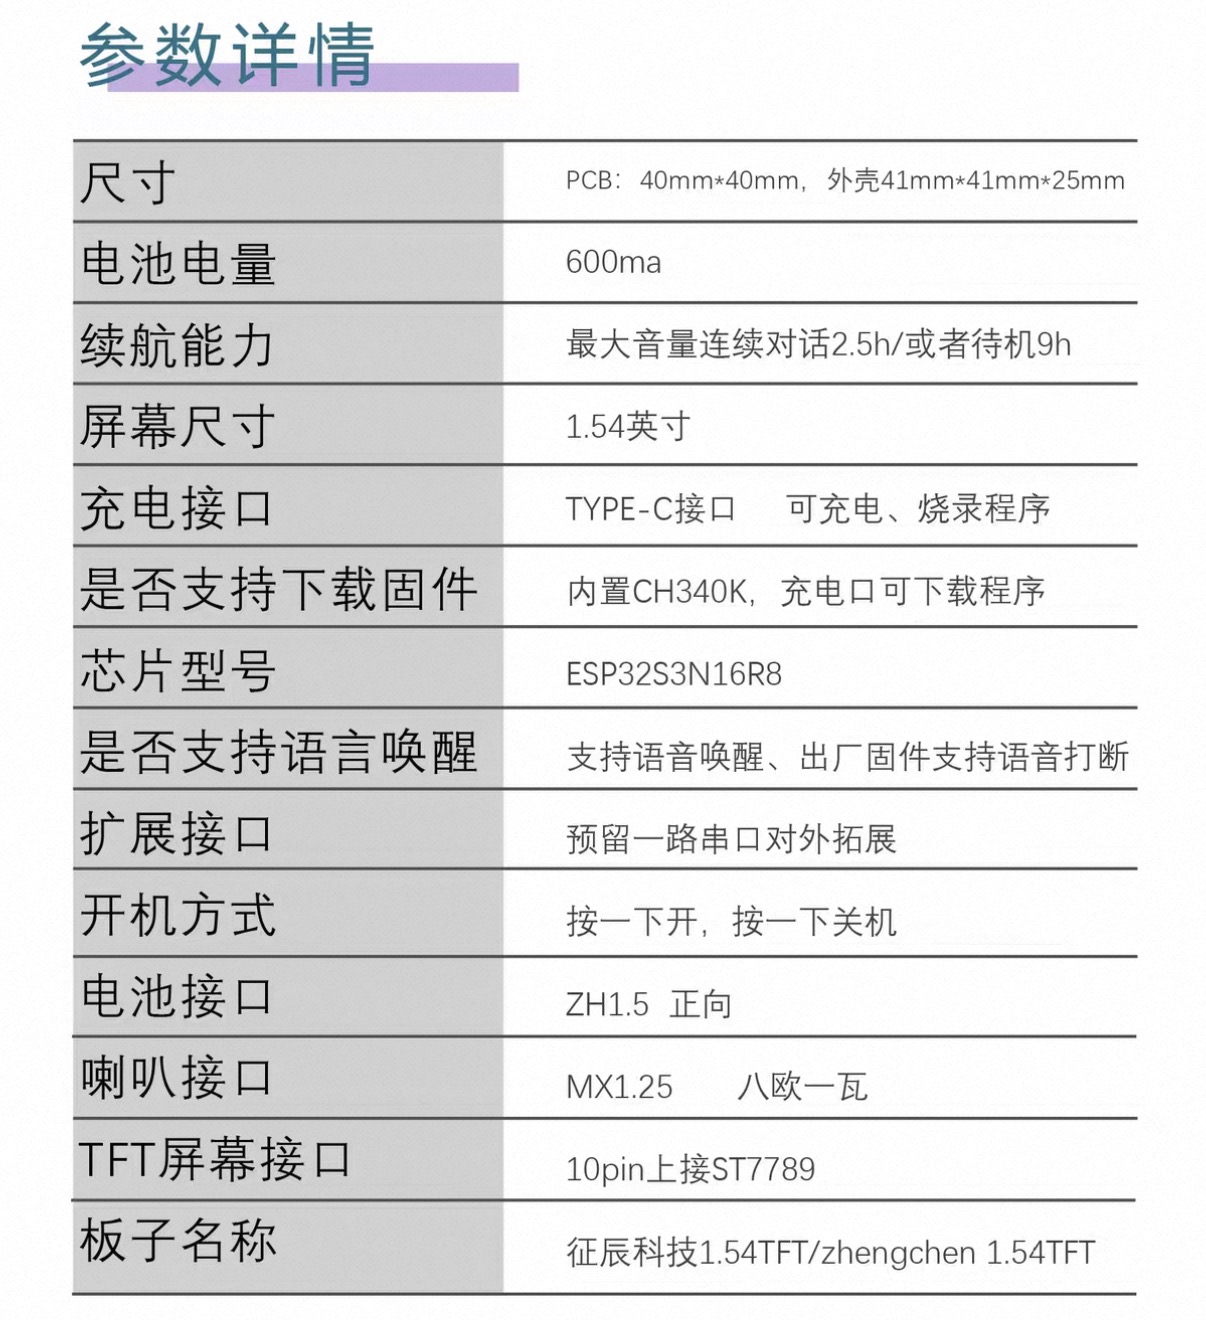 参数详情
尺寸 PCB：40mm*40mm，外壳41mm*41mm*25mm
电池电量 600ma
续航能力 最大音量连续对话2.5h/或者待机9h
屏幕尺寸 1.54英寸
充电接口 TYPE-C接口 可充电、烧录程序
是否支持下载固件 内置CH340K，充电口可下载程序
芯片型号 ESP32S3N16R8
是否支持语言唤醒 支持语音唤醒、出厂固件支持语音打断
扩展接口 预留一路串口对外拓展
开机方式 按一下开，按一下关机
电池接口 ZH1.5 正向
喇叭接口 MX1.25 八欧一瓦
TFT屏幕接口 10pin上接ST7789
板子名称 征辰科技1.54TFT/zhengchen 1.54TFT